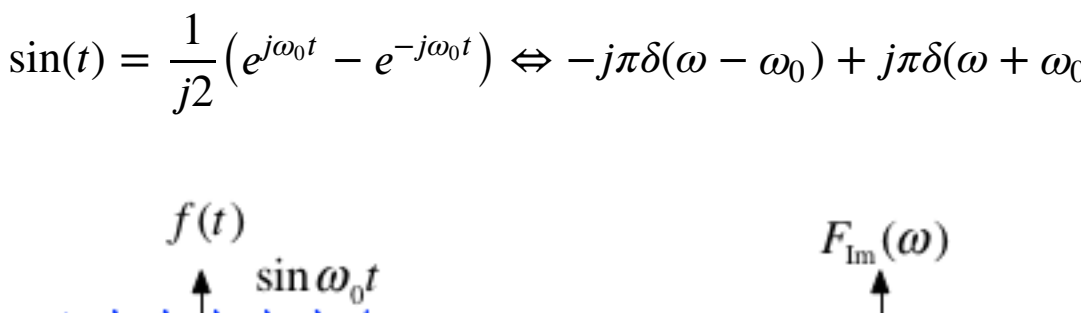 sin(t) = 1/j2 (e^{jω₀t} − e^{−jω₀t}) ⇔ −jπδ(ω − ω₀) + jπδ(ω + ω₀
f(t)
sin ω₀t
F_Im(ω)